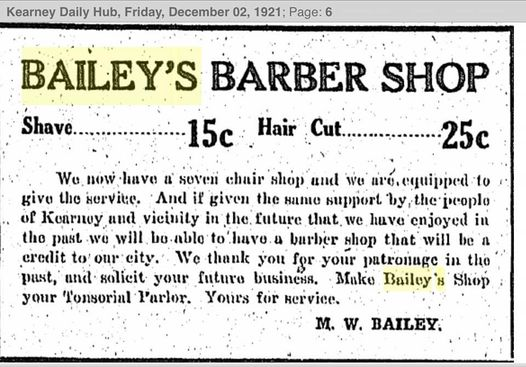 Kearney Daily Hub, Friday, December 02, 1921; Page: 6
BAILEY'S BARBER SHOP
Shave..................15c Hair Cut................25c
We now have a seven chair shop and we are equipped to
give the service. And if given the same support by the people
of Kearney and vicinity in the future that we have enjoyed in
the past we will be able to have a barber shop that will be a
credit to our city. We thank you for your patronage in the
past, and solicit your future business. Make Bailey's Shop
your Tonsorial Parlor. Yours for service.
M. W. BAILEY.